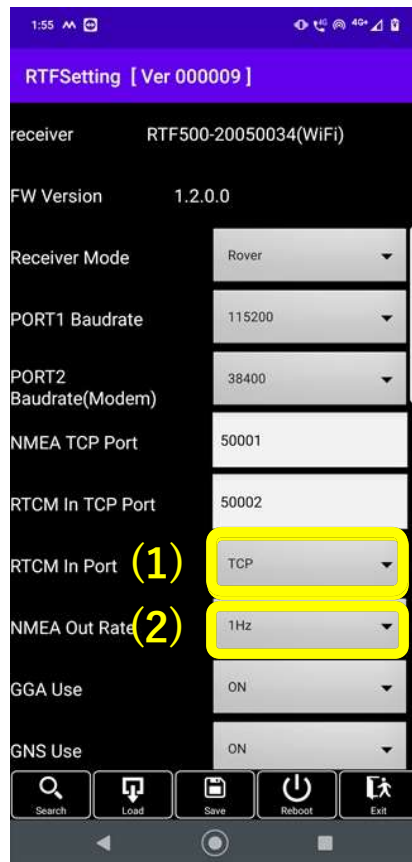 1:55
4G+
RTFSetting [ Ver 000009 ]
receiver RTF500-20050034(WiFi)
FW Version 1.2.0.0
Receiver Mode Rover
PORT1 Baudrate 115200
PORT2
Baudrate(Modem) 38400
NMEA TCP Port 50001
RTCM In TCP Port 50002
RTCM In Port (1) TCP
NMEA Out Rate (2) 1Hz
GGA Use ON
GNS Use ON
Search Load Save Reboot Exit